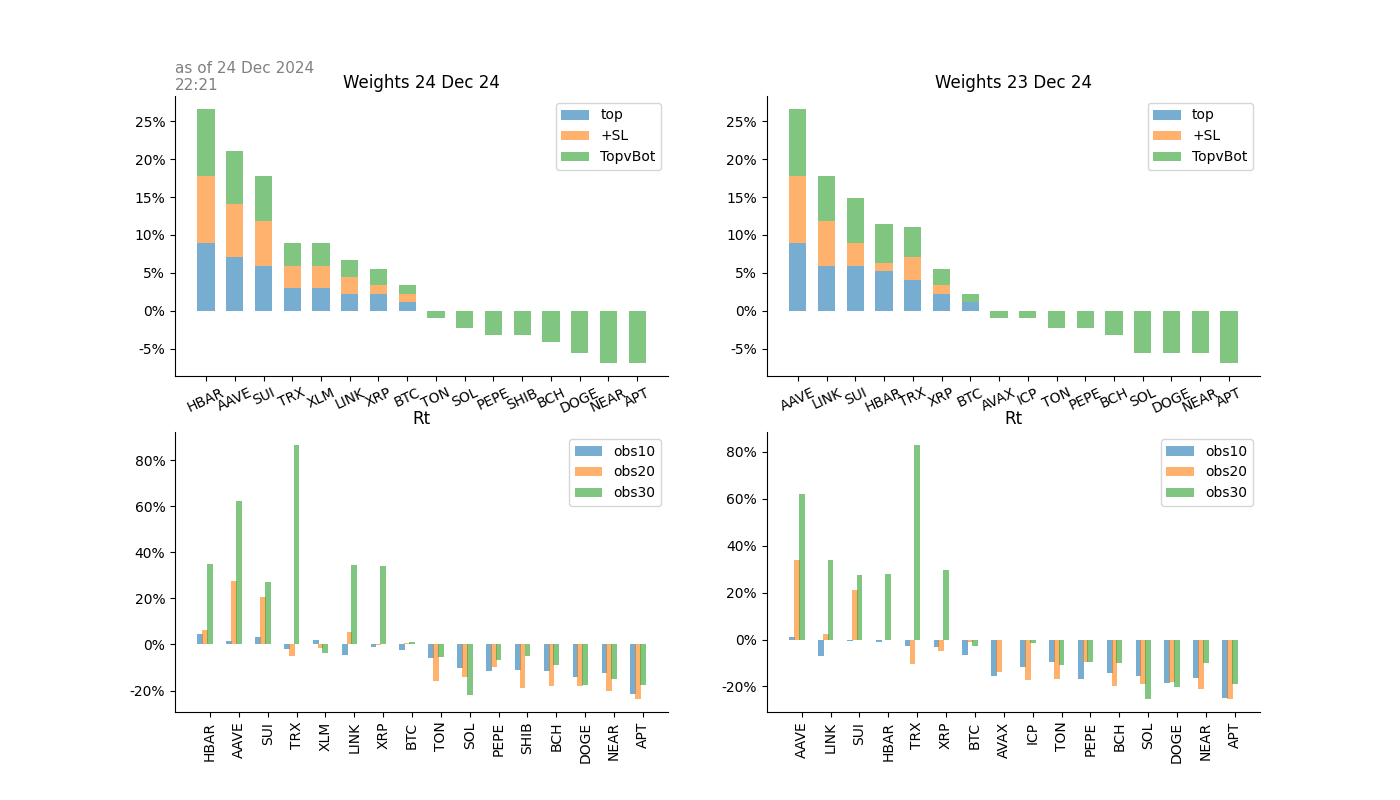 as of 24 Dec 2024
22:21
Weights 24 Dec 24
25%
20%
15%
10%
5%
0%
-5%
top
+SL
TopvBot
HBAR AAVE SUI TRX XLM LINK XRP BTC TON SOL PEPE SHIB BCH DOGE NEAR APT
Weights 23 Dec 24
25%
20%
15%
10%
5%
0%
-5%
top
+SL
TopvBot
AAVE LINK SUI HBAR TRX XRP BTC AVAX ICP TON PEPE BCH SOL DOGE NEAR APT
Rt
80%
60%
40%
20%
0%
-20%
obs10
obs20
obs30
HBAR AAVE SUI TRX XLM LINK XRP BTC TON SOL PEPE SHIB BCH DOGE NEAR APT
Rt
80%
60%
40%
20%
0%
-20%
obs10
obs20
obs30
AAVE LINK SUI HBAR TRX XRP BTC AVAX ICP TON PEPE BCH SOL DOGE NEAR APT